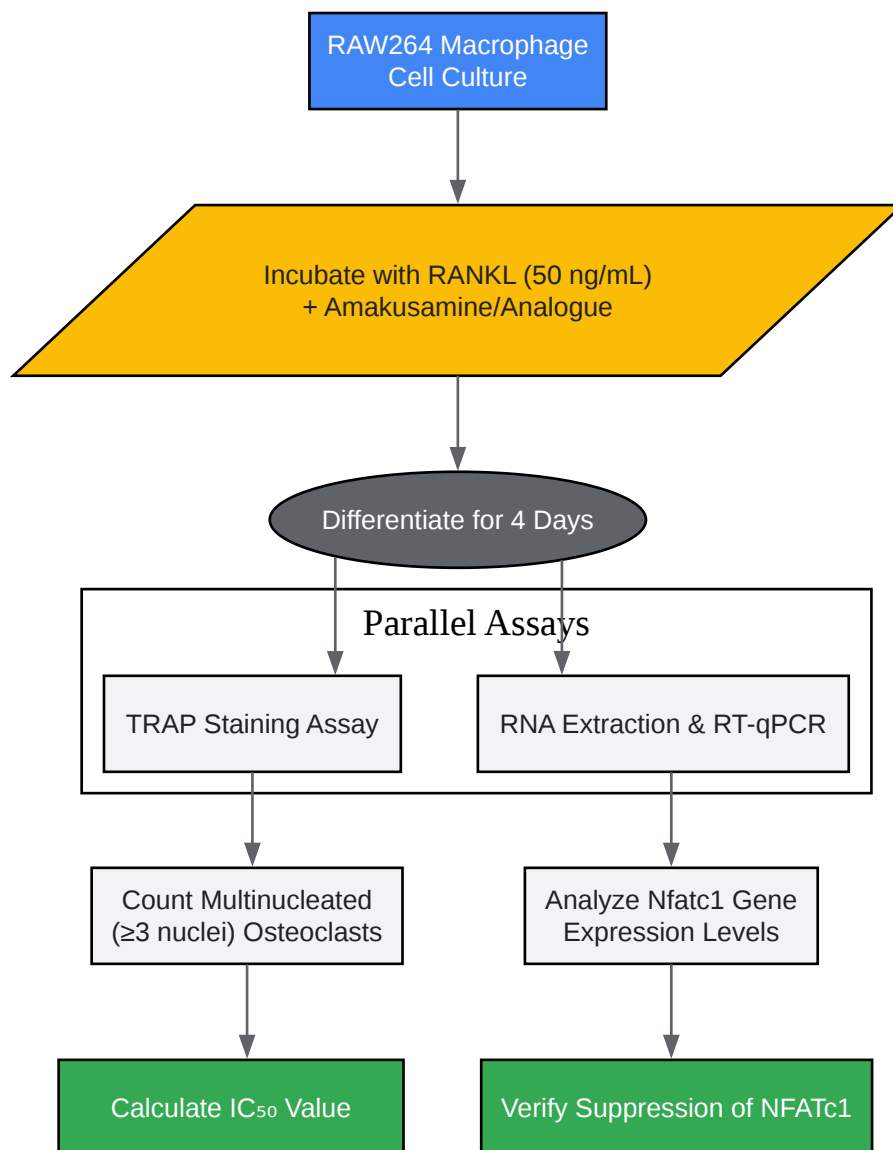 RAW264 Macrophage
Cell Culture
Incubate with RANKL (50 ng/mL)
+ Amakusamine/Analogue
Differentiate for 4 Days
Parallel Assays
TRAP Staining Assay
RNA Extraction & RT-qPCR
Count Multinucleated
(≥3 nuclei) Osteoclasts
Analyze Nfatc1 Gene
Expression Levels
Calculate IC₅₀ Value
Verify Suppression of NFATc1